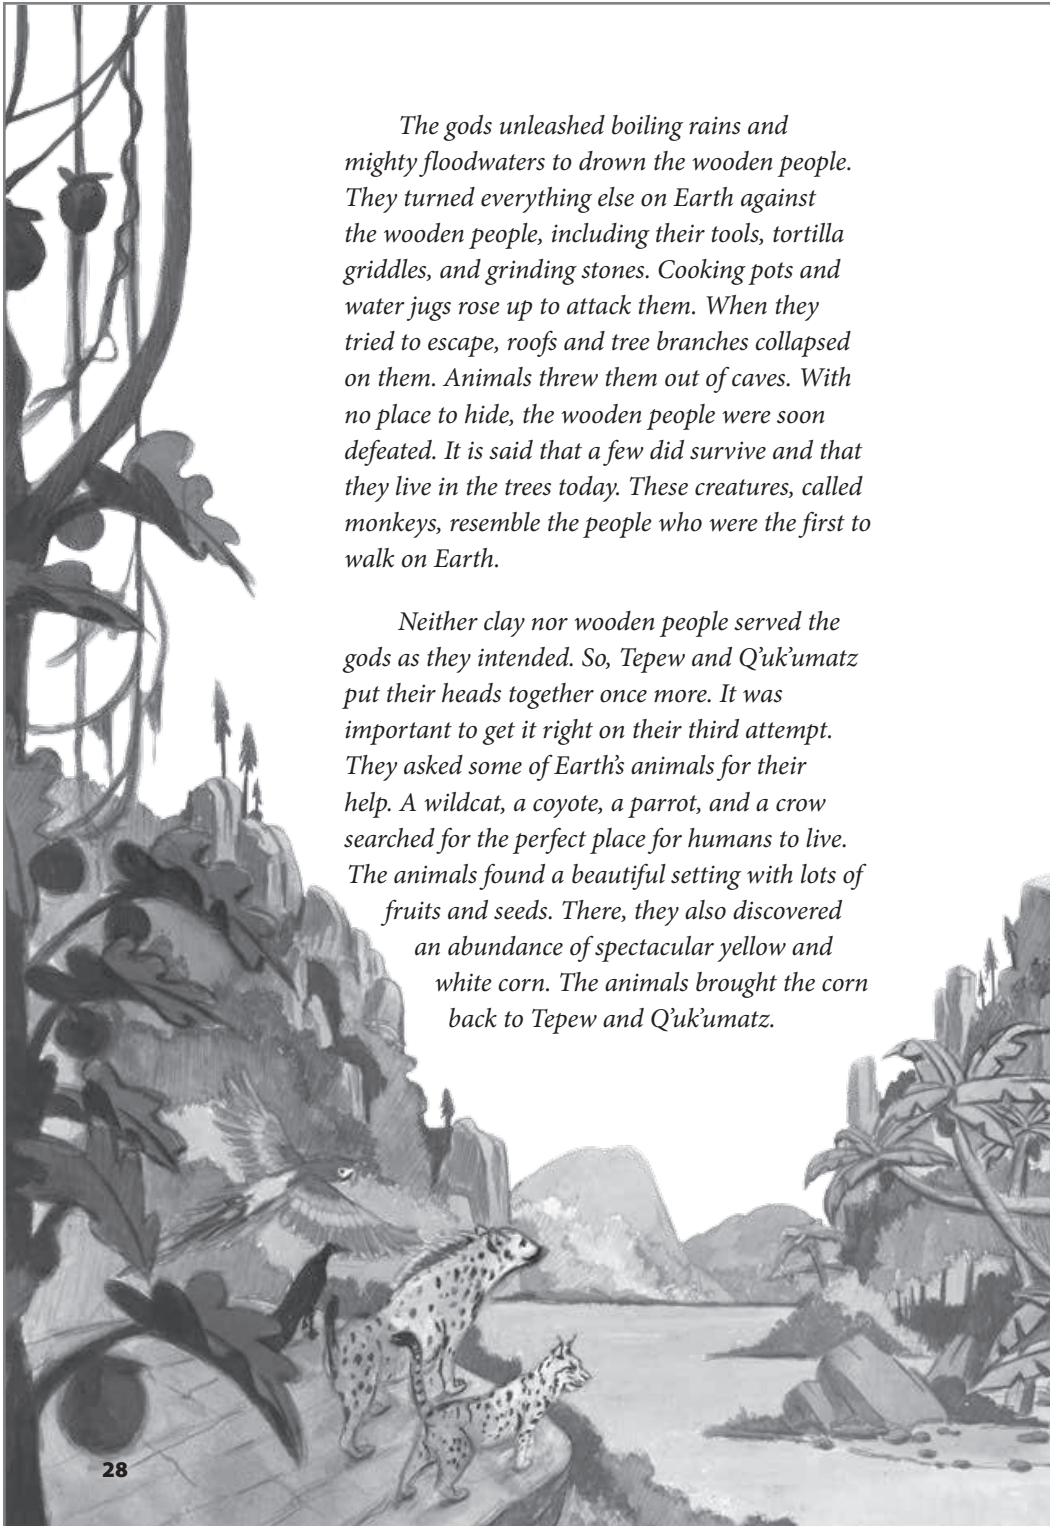 The gods unleashed boiling rains and
mighty floodwaters to drown the wooden people.
They turned everything else on Earth against
the wooden people, including their tools, tortilla
griddles, and grinding stones. Cooking pots and
water jugs rose up to attack them. When they
tried to escape, roofs and tree branches collapsed
on them. Animals threw them out of caves. With
no place to hide, the wooden people were soon
defeated. It is said that a few did survive and that
they live in the trees today. These creatures, called
monkeys, resemble the people who were the first to
walk on Earth.
Neither clay nor wooden people served the
gods as they intended. So, Tepew and Q’uk’umatz
put their heads together once more. It was
important to get it right on their third attempt.
They asked some of Earth’s animals for their
help. A wildcat, a coyote, a parrot, and a crow
searched for the perfect place for humans to live.
The animals found a beautiful setting with lots of
fruits and seeds. There, they also discovered
an abundance of spectacular yellow and
white corn. The animals brought the corn
back to Tepew and Q’uk’umatz.
28